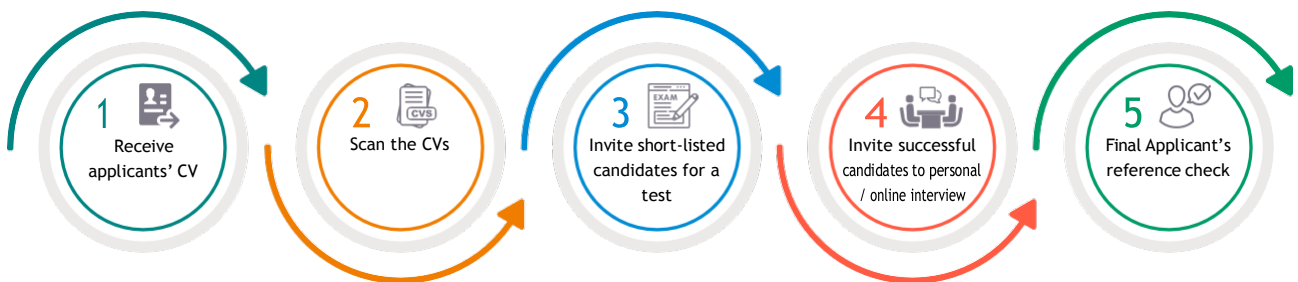 1
Receive
applicants’ CV
2
CVS
Scan the CVs
3
EXAM
Invite short-listed
candidates for a
test
4
Invite successful
candidates to personal
/ online interview
5
Final Applicant’s
reference check